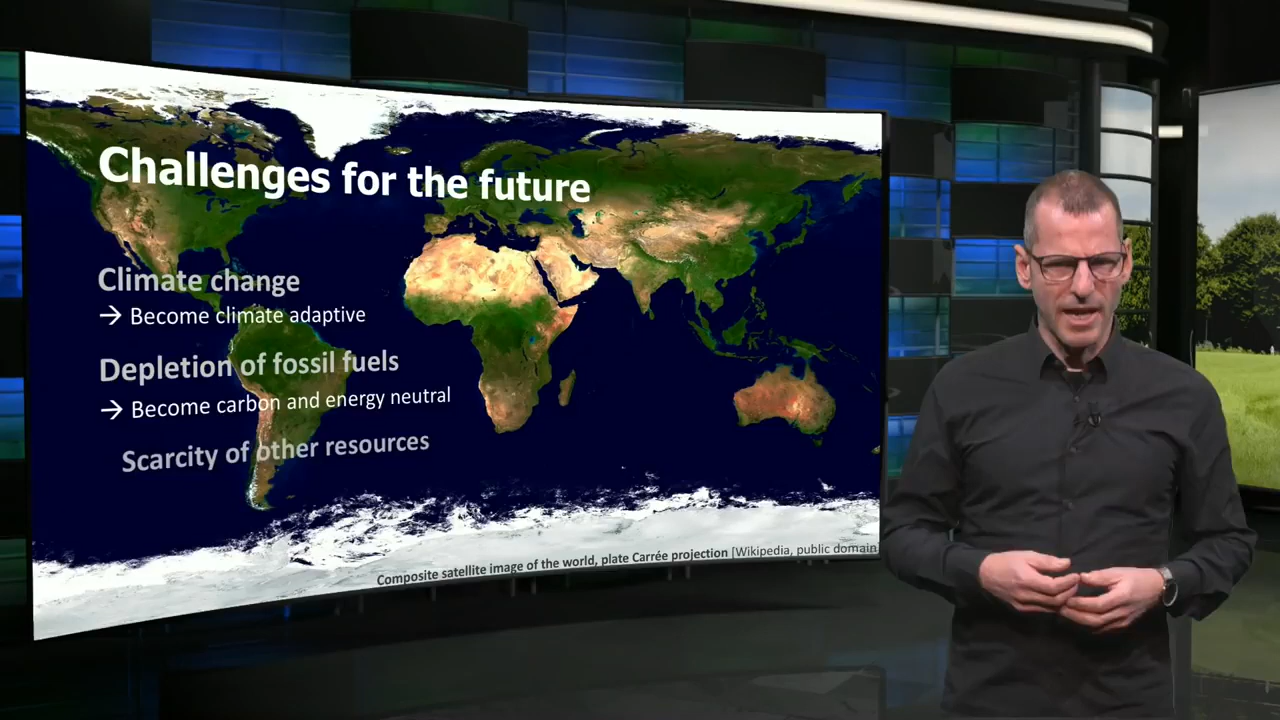 Challenges for the future
Climate change
→ Become climate adaptive
Depletion of fossil fuels
→ Become carbon and energy neutral
Scarcity of other resources
Composite satellite image of the world, plate Carrée projection [Wikipedia, public domain